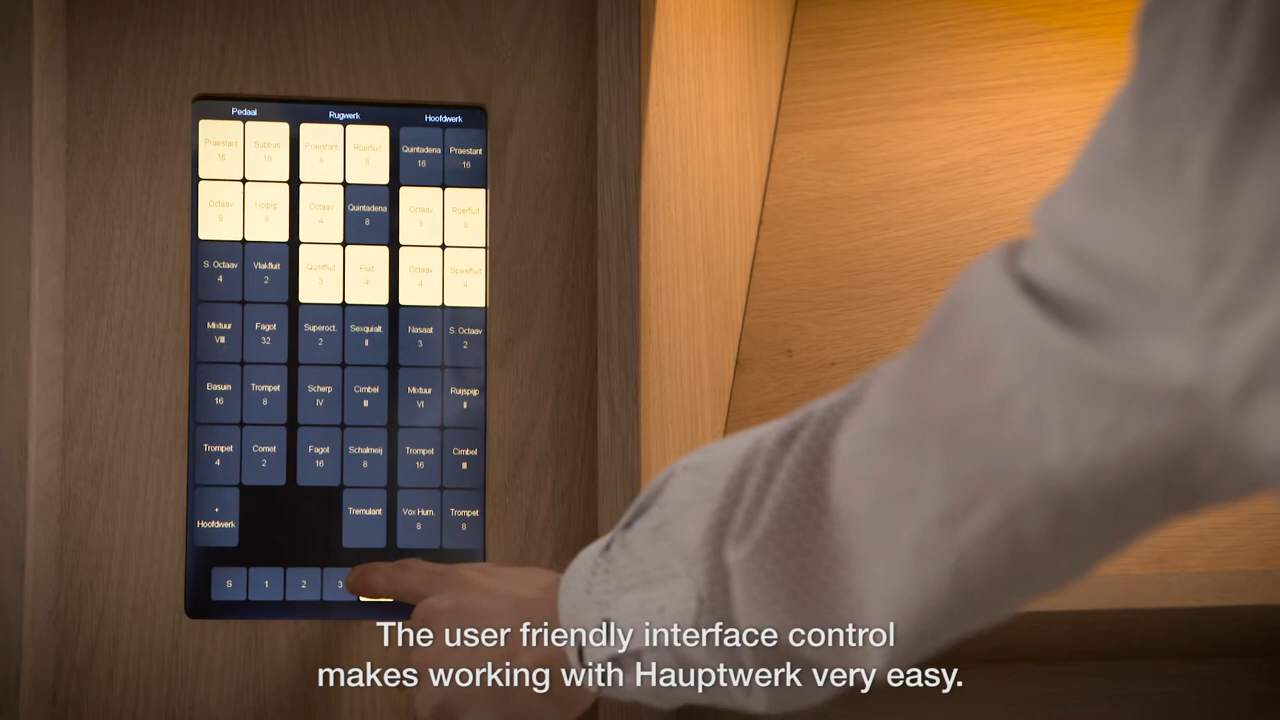 Pedaal Rugwerk Hoofdwerk
Praestant 16 Subbas 16 Praestant 8 Roerfluit 8 Quintadena 16 Praestant 16
Octaav 8 Octaav 4 Quintadena 8 Octaav 8 Roerfluit 8
S. Octaav 4 Vlakfluit 2 Quintfluit 3 Fluit 4 Octaav 4 Speelfluit 4
Mixtuur VIII Fagot 32 Superoct. 2 Sexquialt. II Nasaat 3 S. Octaav 2
Basuin 16 Trompet 8 Scherp IV Cimbel III Mixtuur VI Ruijspijp II
Trompet 4 Cornet 2 Fagot 16 Schalmeij 8 Trompet 16 Cimbel III
+ Hoofdwerk Tremulant Vox Hum. 8 Trompet 8
S 1 2 3
The user friendly interface control
makes working with Hauptwerk very easy.